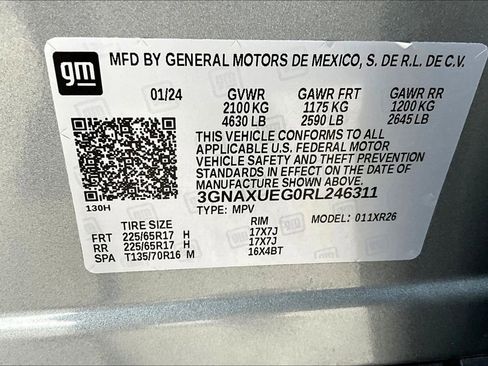 gm
MFD BY GENERAL MOTORS DE MEXICO, S. DE R.L. DE C.V.
01/24 GVWR GAWR FRT GAWR RR
2100 KG 1175 KG 1200 KG
4630 LB 2590 LB 2645 LB
THIS VEHICLE CONFORMS TO ALL
APPLICABLE U.S. FEDERAL MOTOR
VEHICLE SAFETY AND THEFT PREVENTION
STANDARDS IN EFFECT ON THE DATE OF
MANUFACTURE SHOWN ABOVE.
3GNAXUEG0RL246311
130H TYPE: MPV MODEL: 011XR26
TIRE SIZE RIM
FRT 225/65R17 H 17X7J
RR 225/65R17 H 17X7J
SPA T135/70R16 M 16X4BT